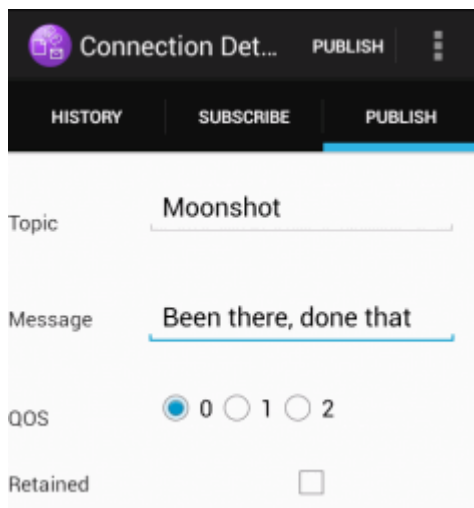 Connection Det... PUBLISH
HISTORY SUBSCRIBE PUBLISH
Topic Moonshot
Message Been there, done that
QOS 0 1 2
Retained